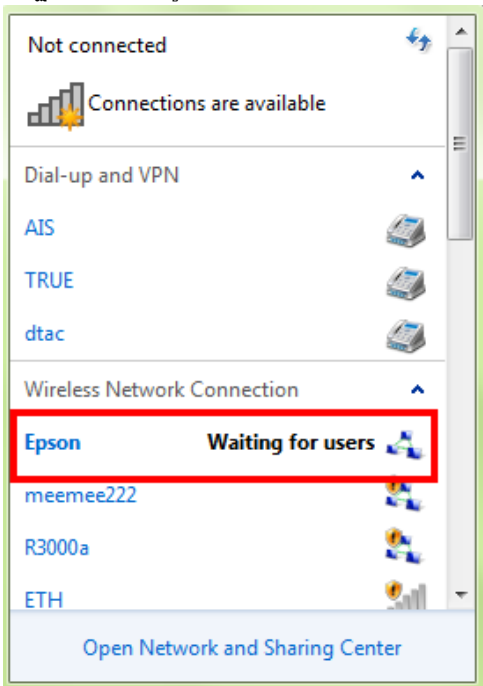 Not connected
Connections are available
Dial-up and VPN
AIS
TRUE
dtac
Wireless Network Connection
Epson Waiting for users
meemee222
R3000a
ETH
Open Network and Sharing Center